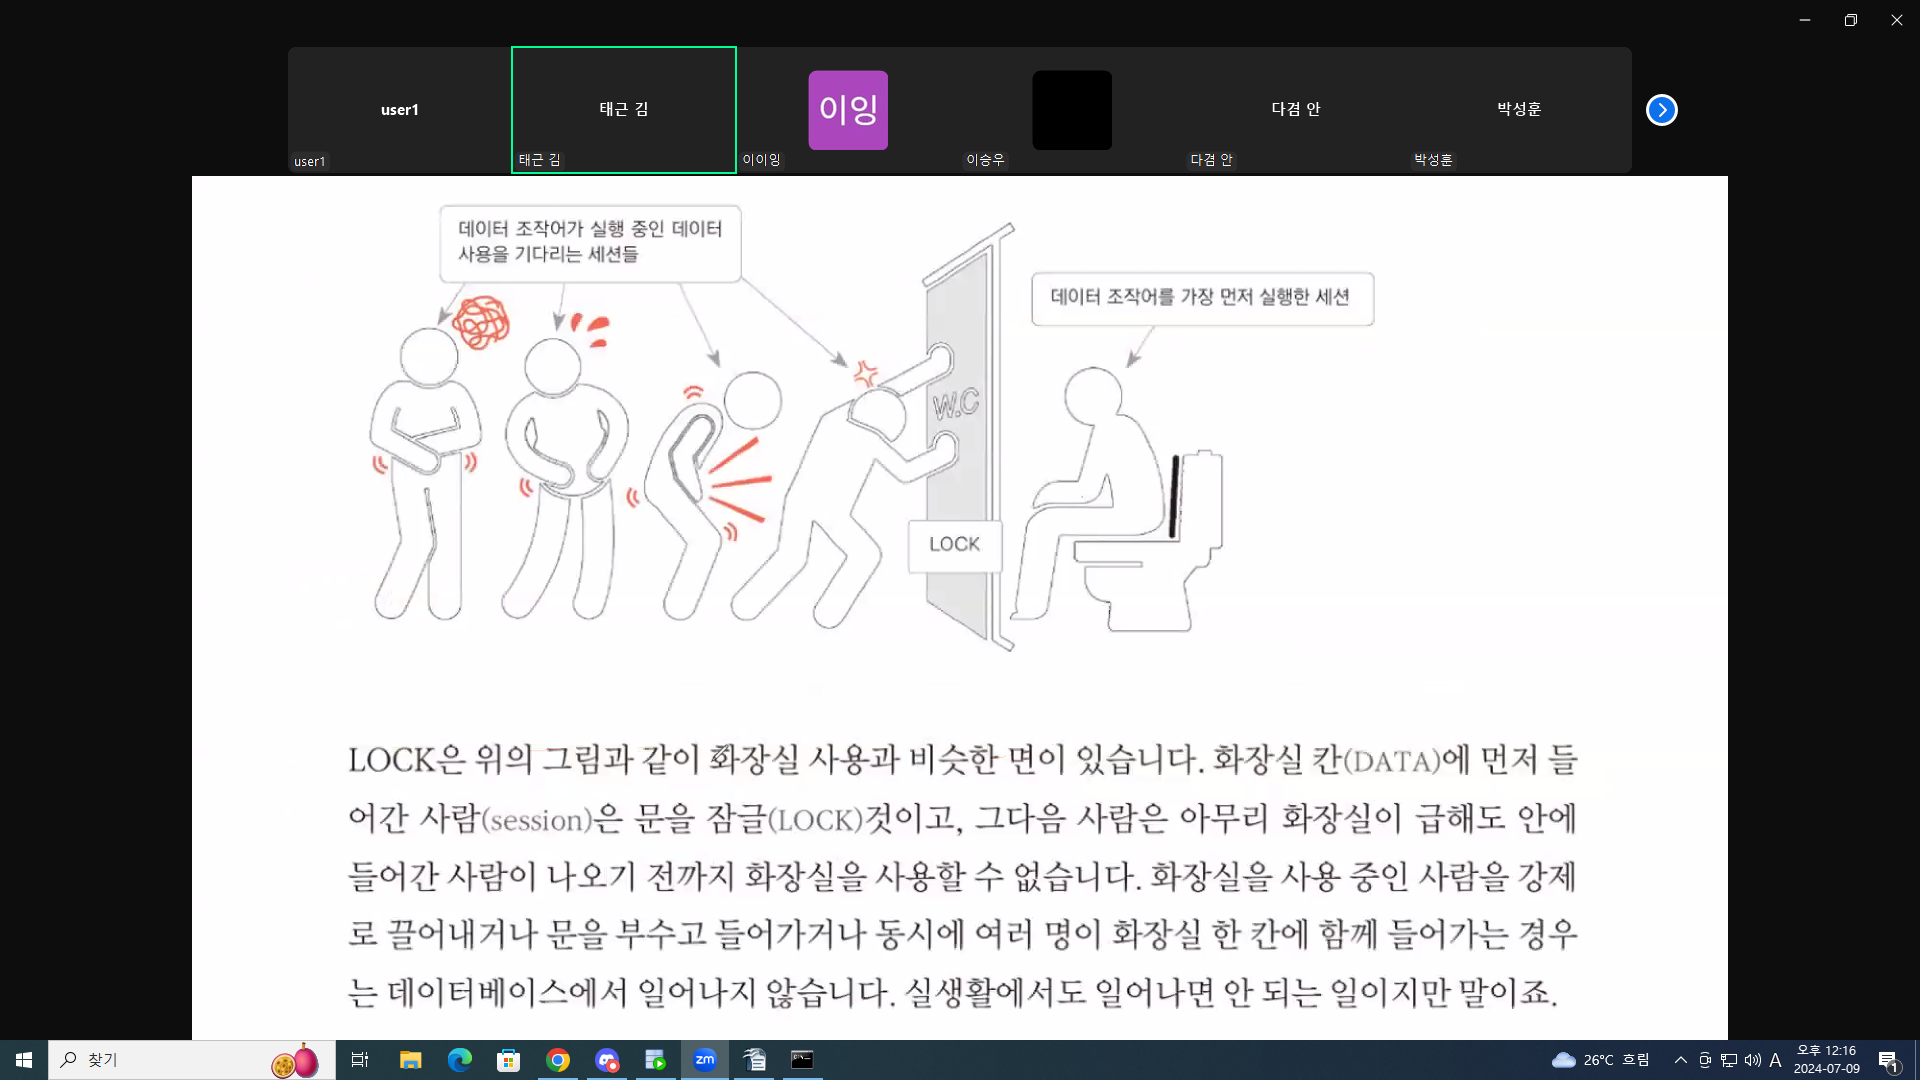 user1
태근 김
이잉
다겸 안
박성훈
user1
태근 김
이이잉
이승우
다겸 안
박성훈
데이터 조작어가 실행 중인 데이터
사용을 기다리는 세션들
데이터 조작어를 가장 먼저 실행한 세션
W.C
LOCK
LOCK은 위의 그림과 같이 화장실 사용과 비슷한 면이 있습니다. 화장실 칸(DATA)에 먼저 들
어간 사람(session)은 문을 잠글(LOCK)것이고, 그다음 사람은 아무리 화장실이 급해도 안에
들어간 사람이 나오기 전까지 화장실을 사용할 수 없습니다. 화장실을 사용 중인 사람을 강제
로 끌어내거나 문을 부수고 들어가거나 동시에 여러 명이 화장실 한 칸에 함께 들어가는 경우
는 데이터베이스에서 일어나지 않습니다. 실생활에서도 일어나면 안 되는 일이지만 말이죠.
찾기
zm
26°C 흐림
A
오후 12:16
2024-07-09
1